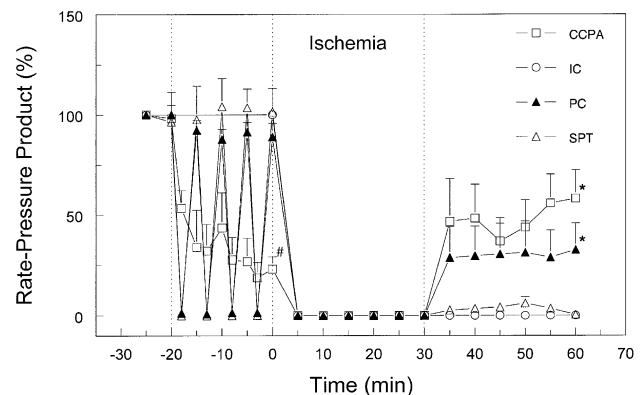 150
100
50
0
Rate-Pressure Product (%)
Ischemia
CCPA
IC
PC
SPT
#
*
*
-30 -20 -10 0 10 20 30 40 50 60 70
Time (min)